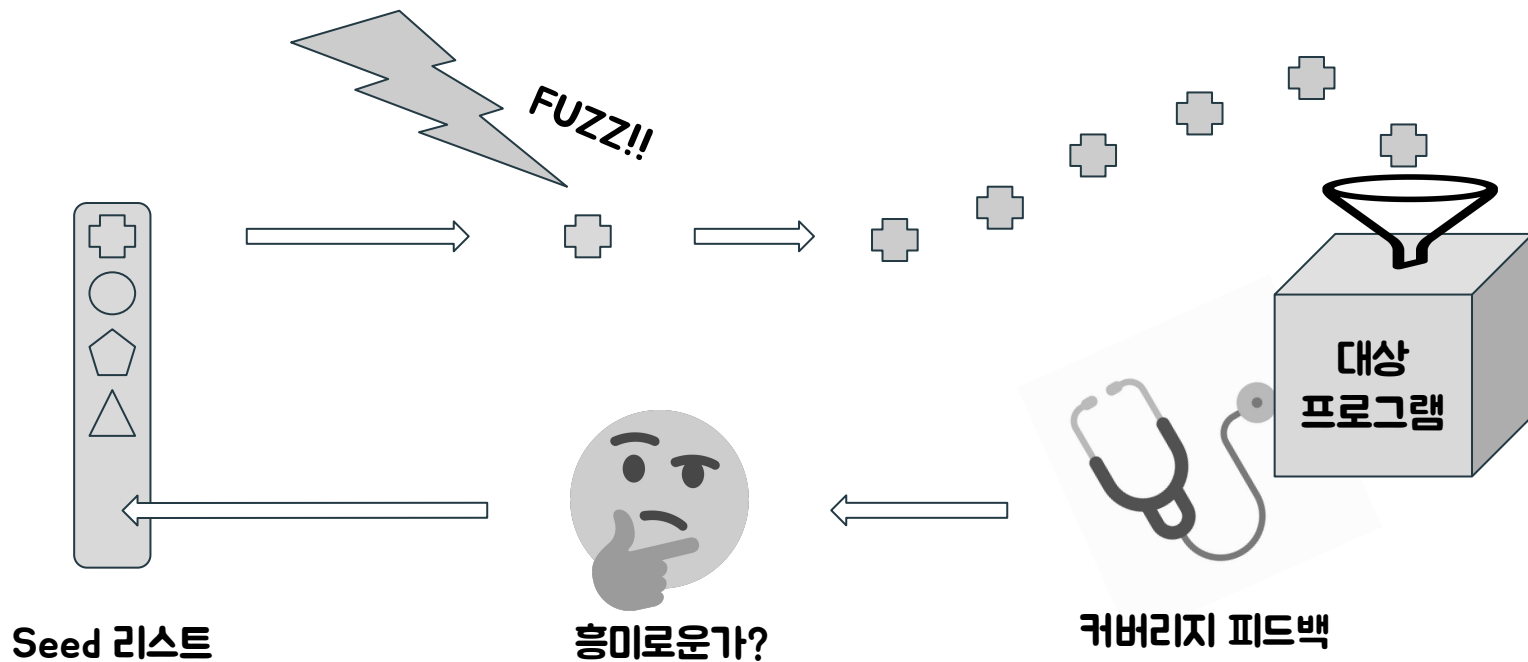 FUZZ!!
대상
프로그램
Seed 리스트
흥미로운가?
커버리지 피드백